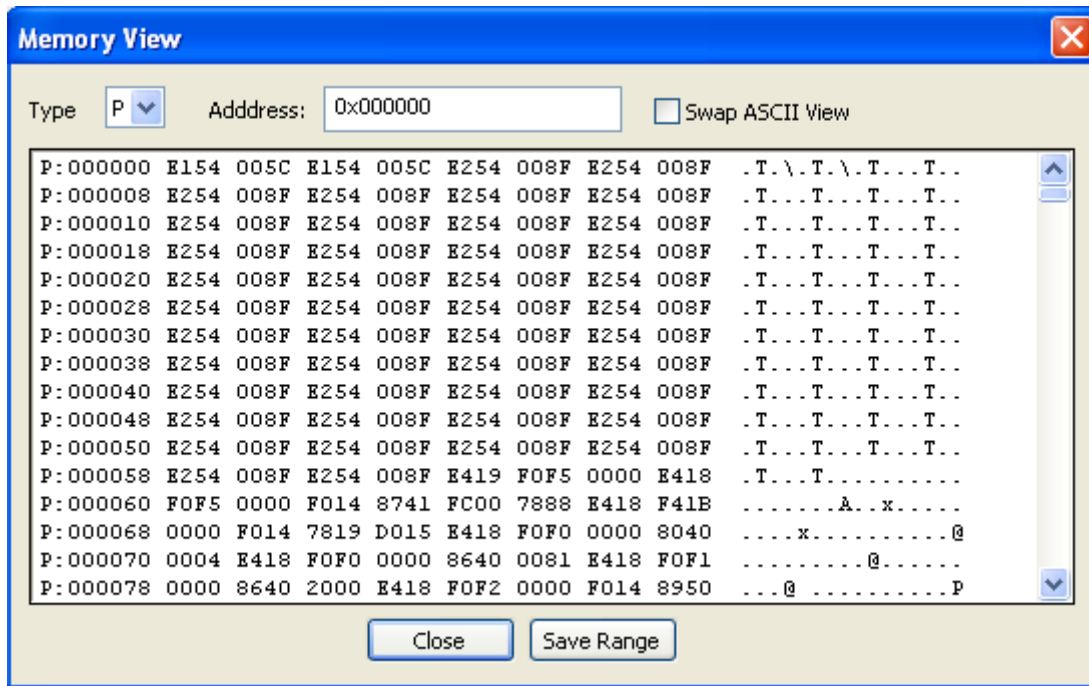 Memory View
Type P Adddress: 0x000000 Swap ASCII View
P:000000 E154 005C E154 005C E254 008F E254 008F .T.\.T.\.T...T..
P:000008 E254 008F E254 008F E254 008F E254 008F .T...T...T...T..
P:000010 E254 008F E254 008F E254 008F E254 008F .T...T...T...T..
P:000018 E254 008F E254 008F E254 008F E254 008F .T...T...T...T..
P:000020 E254 008F E254 008F E254 008F E254 008F .T...T...T...T..
P:000028 E254 008F E254 008F E254 008F E254 008F .T...T...T...T..
P:000030 E254 008F E254 008F E254 008F E254 008F .T...T...T...T..
P:000038 E254 008F E254 008F E254 008F E254 008F .T...T...T...T..
P:000040 E254 008F E254 008F E254 008F E254 008F .T...T...T...T..
P:000048 E254 008F E254 008F E254 008F E254 008F .T...T...T...T..
P:000050 E254 008F E254 008F E254 008F E254 008F .T...T...T...T..
P:000058 E254 008F E254 008F E419 F0F5 0000 E418 .T...T..........
P:000060 F0F5 0000 F014 8741 FC00 7888 E418 F41B .......A..x.....
P:000068 0000 F014 7819 D015 E418 F0F0 0000 8040 ....x..........@
P:000070 0004 E418 F0F0 0000 8640 0081 E418 F0F1 .........@......
P:000078 0000 8640 2000 E418 F0F2 0000 F014 8950 ...@ ..........P
Close Save Range